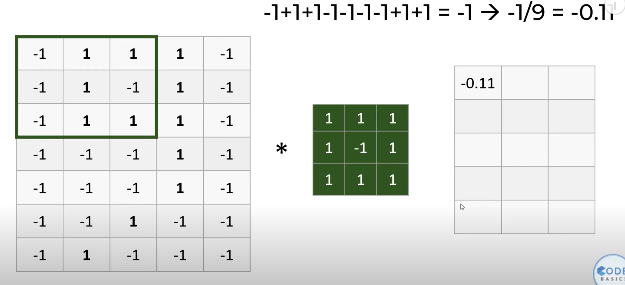 -1+1+1-1-1-1-1+1+1 = -1 → -1/9 = -0.11
-1 1 1 1 -1
-1 1 -1 1 -1
-1 1 1 1 -1
-1 -1 -1 1 -1
-1 -1 -1 1 -1
-1 -1 1 -1 -1
-1 1 -1 -1 -1
*
1 1 1
1 -1 1
1 1 1
-0.11
CODE
BASICS